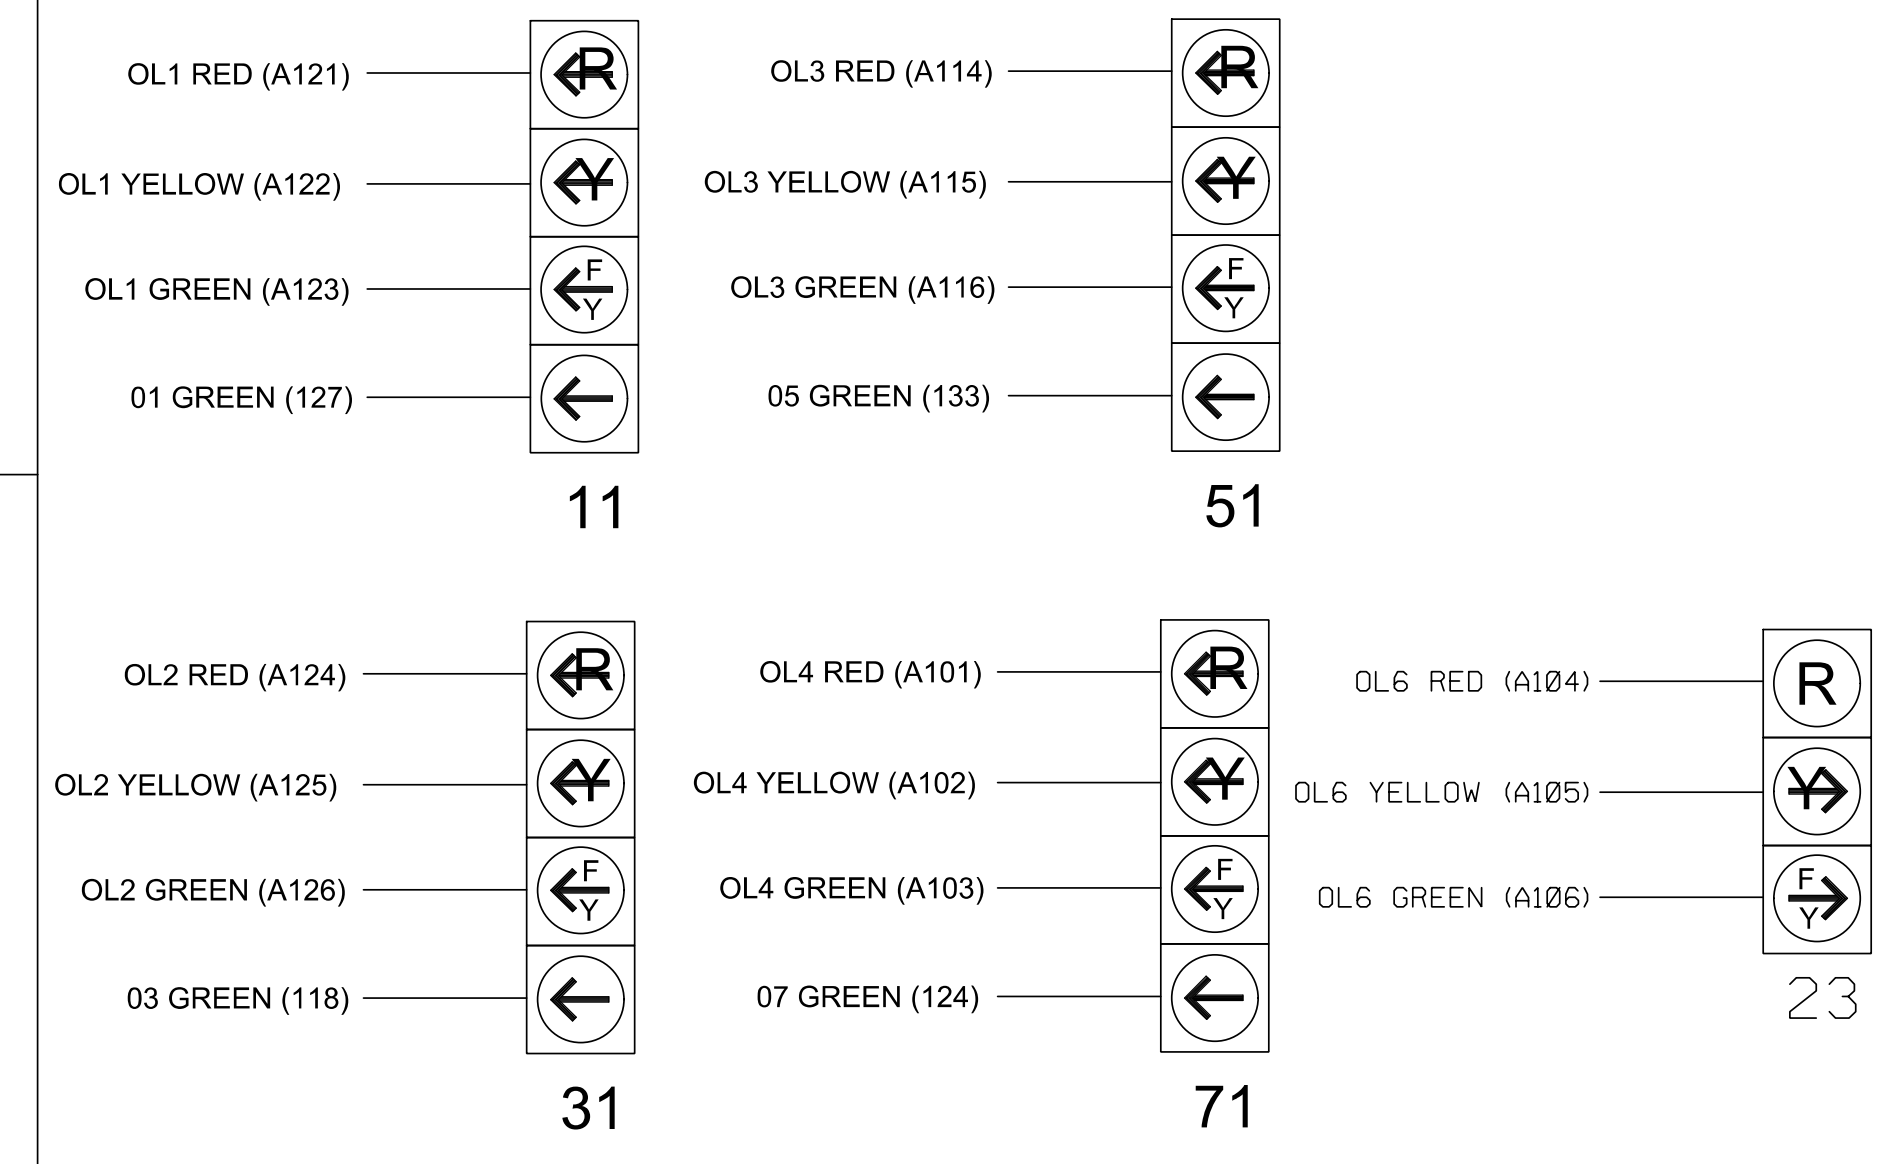 OL1 RED (A121)
R
OL1 YELLOW (A122)
Y
OL1 GREEN (A123)
F
Y
01 GREEN (127)
11
OL3 RED (A114)
R
OL3 YELLOW (A115)
Y
OL3 GREEN (A116)
F
Y
05 GREEN (133)
51
OL2 RED (A124)
R
OL2 YELLOW (A125)
Y
OL2 GREEN (A126)
F
Y
03 GREEN (118)
31
OL4 RED (A101)
R
OL4 YELLOW (A102)
Y
OL4 GREEN (A103)
F
Y
07 GREEN (124)
71
OL6 RED (A1Ø4)
R
OL6 YELLOW (A1Ø5)
Y
OL6 GREEN (A1Ø6)
F
Y
23